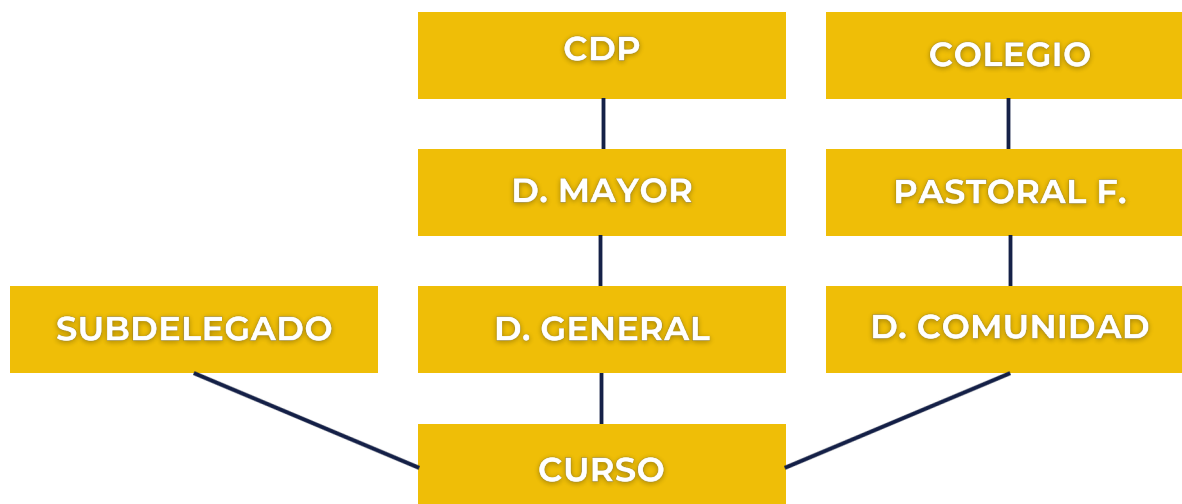 CDP
COLEGIO
D. MAYOR
PASTORAL F.
SUBDELEGADO
D. GENERAL
D. COMUNIDAD
CURSO